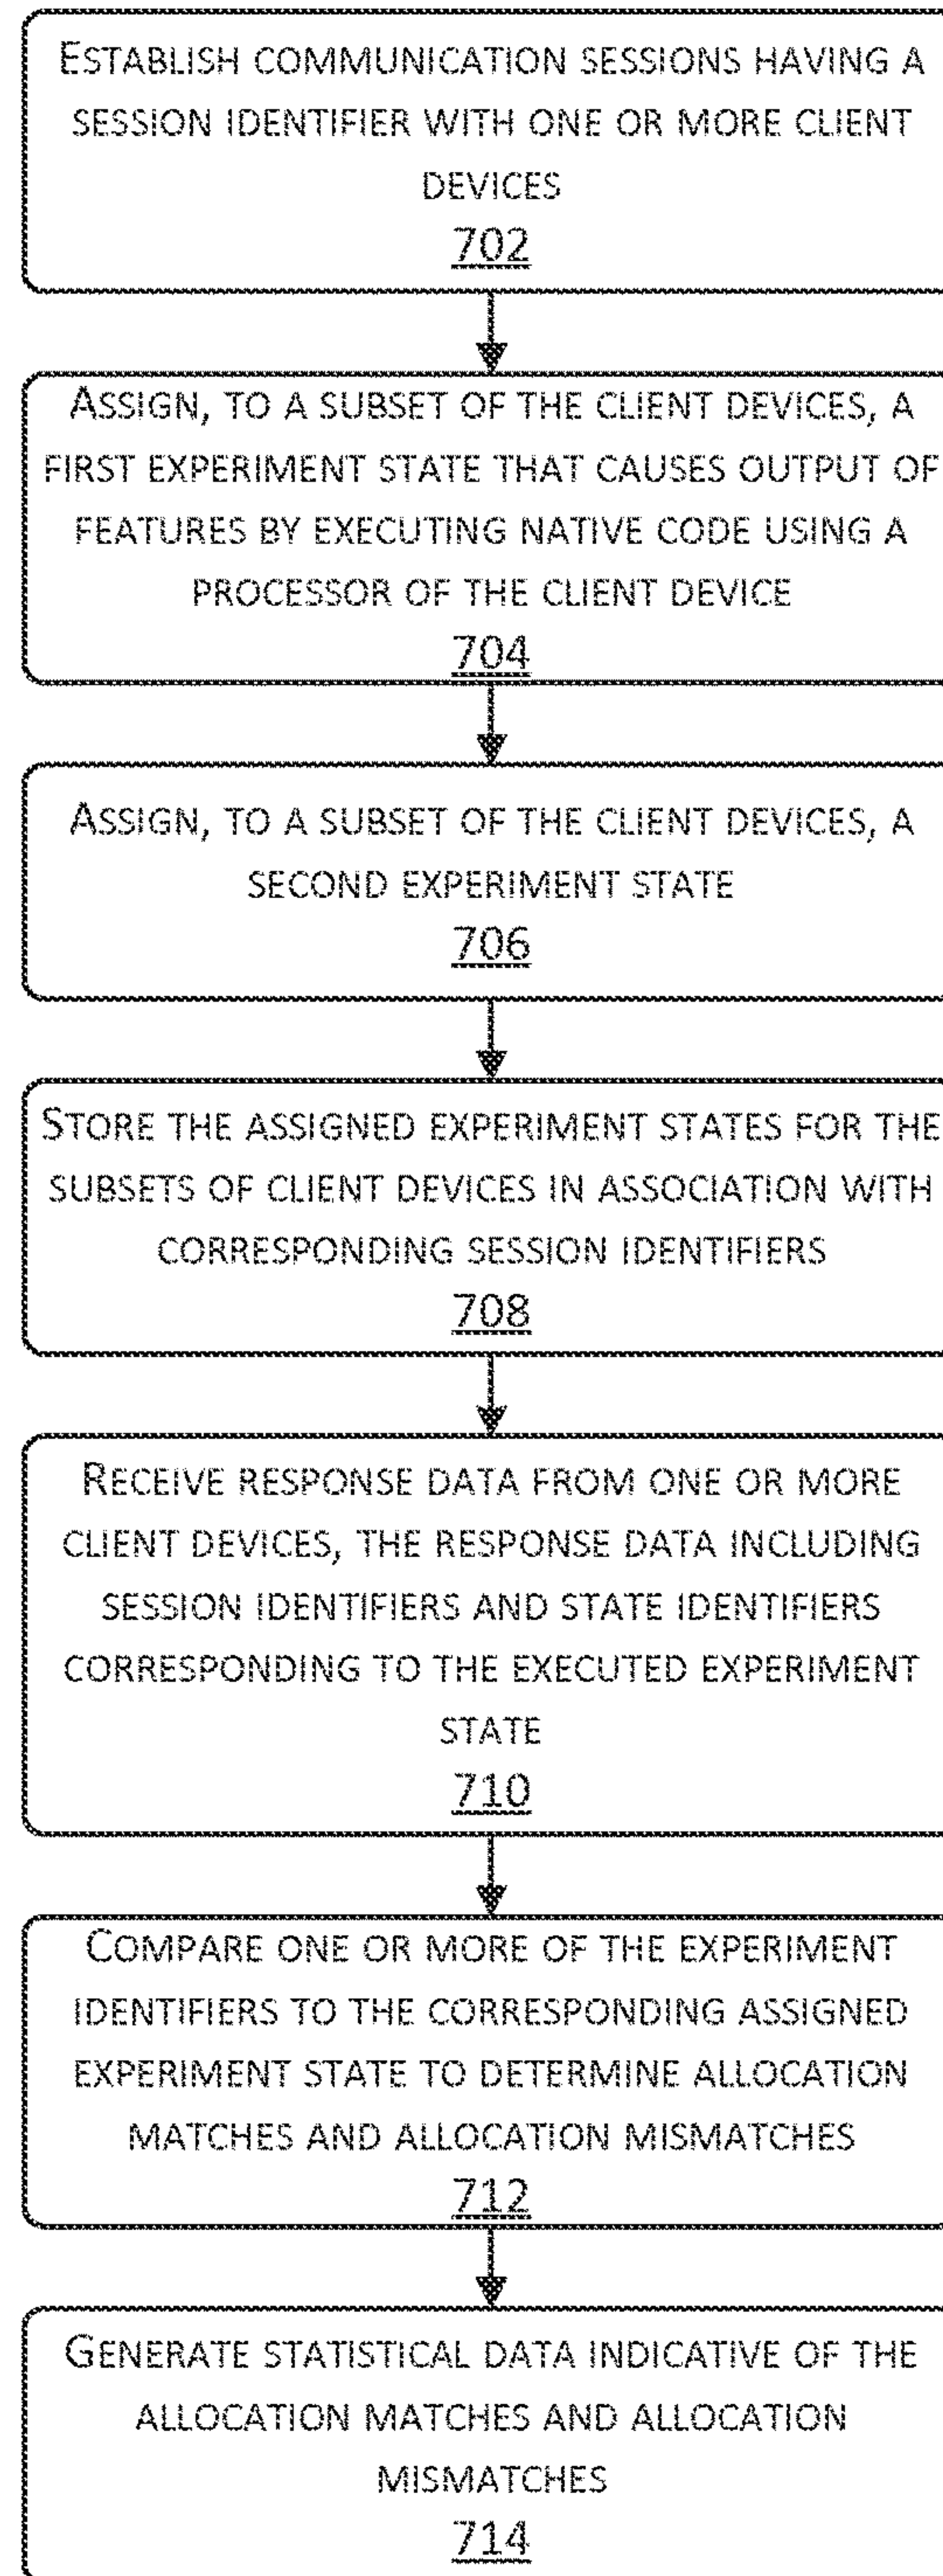 ESTABLISH COMMUNICATION SESSIONS HAVING A
SESSION IDENTIFIER WITH ONE OR MORE CLIENT
DEVICES
702
ASSIGN, TO A SUBSET OF THE CLIENT DEVICES, A
FIRST EXPERIMENT STATE THAT CAUSES OUTPUT OF
FEATURES BY EXECUTING NATIVE CODE USING A
PROCESSOR OF THE CLIENT DEVICE
704
ASSIGN, TO A SUBSET OF THE CLIENT DEVICES, A
SECOND EXPERIMENT STATE
706
STORE THE ASSIGNED EXPERIMENT STATES FOR THE
SUBSETS OF CLIENT DEVICES IN ASSOCIATION WITH
CORRESPONDING SESSION IDENTIFIERS
708
RECEIVE RESPONSE DATA FROM ONE OR MORE
CLIENT DEVICES, THE RESPONSE DATA INCLUDING
SESSION IDENTIFIERS AND STATE IDENTIFIERS
CORRESPONDING TO THE EXECUTED EXPERIMENT
STATE
710
COMPARE ONE OR MORE OF THE EXPERIMENT
IDENTIFIERS TO THE CORRESPONDING ASSIGNED
EXPERIMENT STATE TO DETERMINE ALLOCATION
MATCHES AND ALLOCATION MISMATCHES
712
GENERATE STATISTICAL DATA INDICATIVE OF THE
ALLOCATION MATCHES AND ALLOCATION
MISMATCHES
714